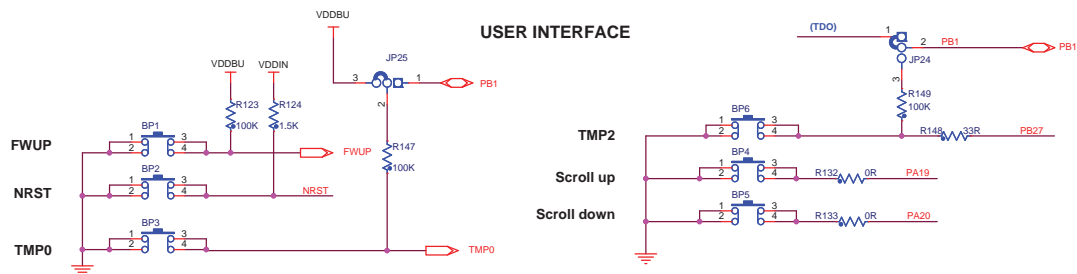 USER INTERFACE
VDDBU
JP25
3
1
PB1
2
VDDBU
VDDIN
R123
100K
R124
1.5K
R147
100K
FWUP
BP1
1
2
3
4
FWUP
NRST
BP2
1
2
3
4
NRST
TMP0
BP3
1
2
3
4
TMP0
(TDO)
1
2
PB1
PB1
JP24
3
R149
100K
TMP2
BP6
1
2
3
4
R148
33R
PB27
Scroll up
BP4
1
2
3
4
R132
0R
PA19
Scroll down
BP5
1
2
3
4
R133
0R
PA20